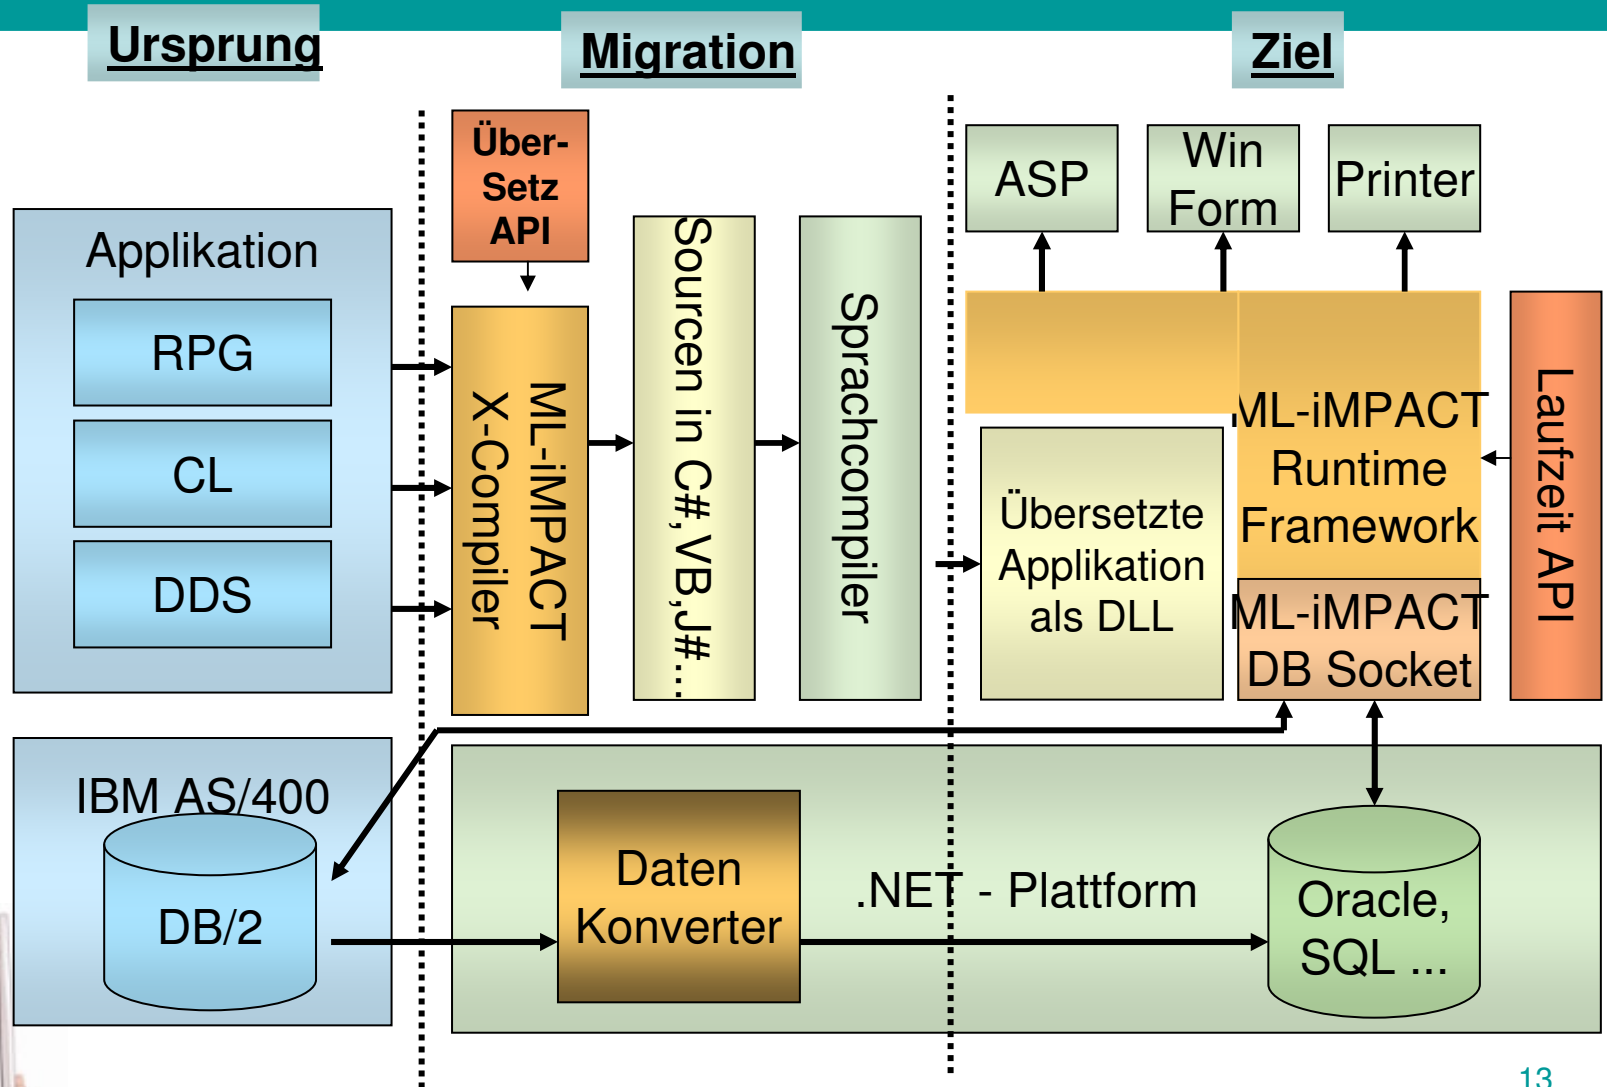 Ursprung
Migration
Ziel
Über-
Setz
API
ASP
Win
Form
Printer
Applikation
RPG
CL
DDS
ML-iMPACT
X-Compiler
Sourcen in C#,VB,J#....
Sprachcompiler
Übersetzte
Applikation
als DLL
ML-iMPACT
Runtime
Framework
ML-iMPACT
DB Socket
Laufzeit API
IBM AS/400
DB/2
Daten
Konverter
.NET - Plattform
Oracle,
SQL ...
13